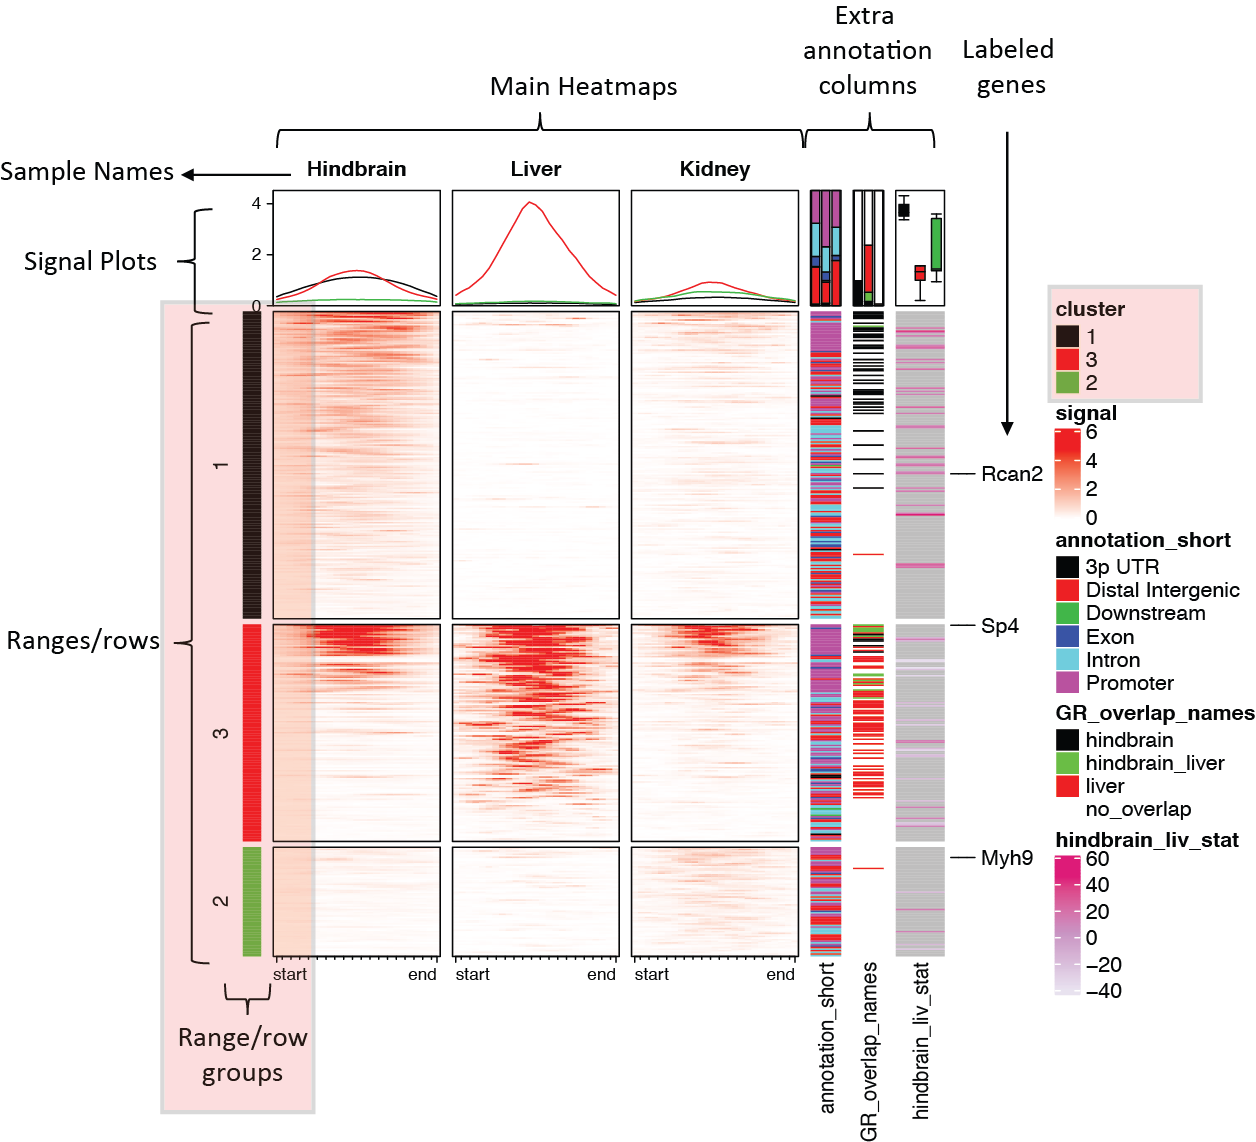 Extra
annotation
columns
Labeled
genes
Main Heatmaps
Sample Names
Hindbrain
Liver
Kidney
Signal Plots
4
2
0
cluster
1
3
2
signal
6
4
2
0
annotation_short
3p UTR
Distal Intergenic
Downstream
Exon
Intron
Promoter
GR_overlap_names
hindbrain
hindbrain_liver
liver
no_overlap
hindbrain_liv_stat
60
40
20
0
−20
−40
Ranges/rows
1
3
2
Rcan2
Sp4
Myh9
start
end
start
end
start
end
Range/row
groups
annotation_short
GR_overlap_names
hindbrain_liv_stat